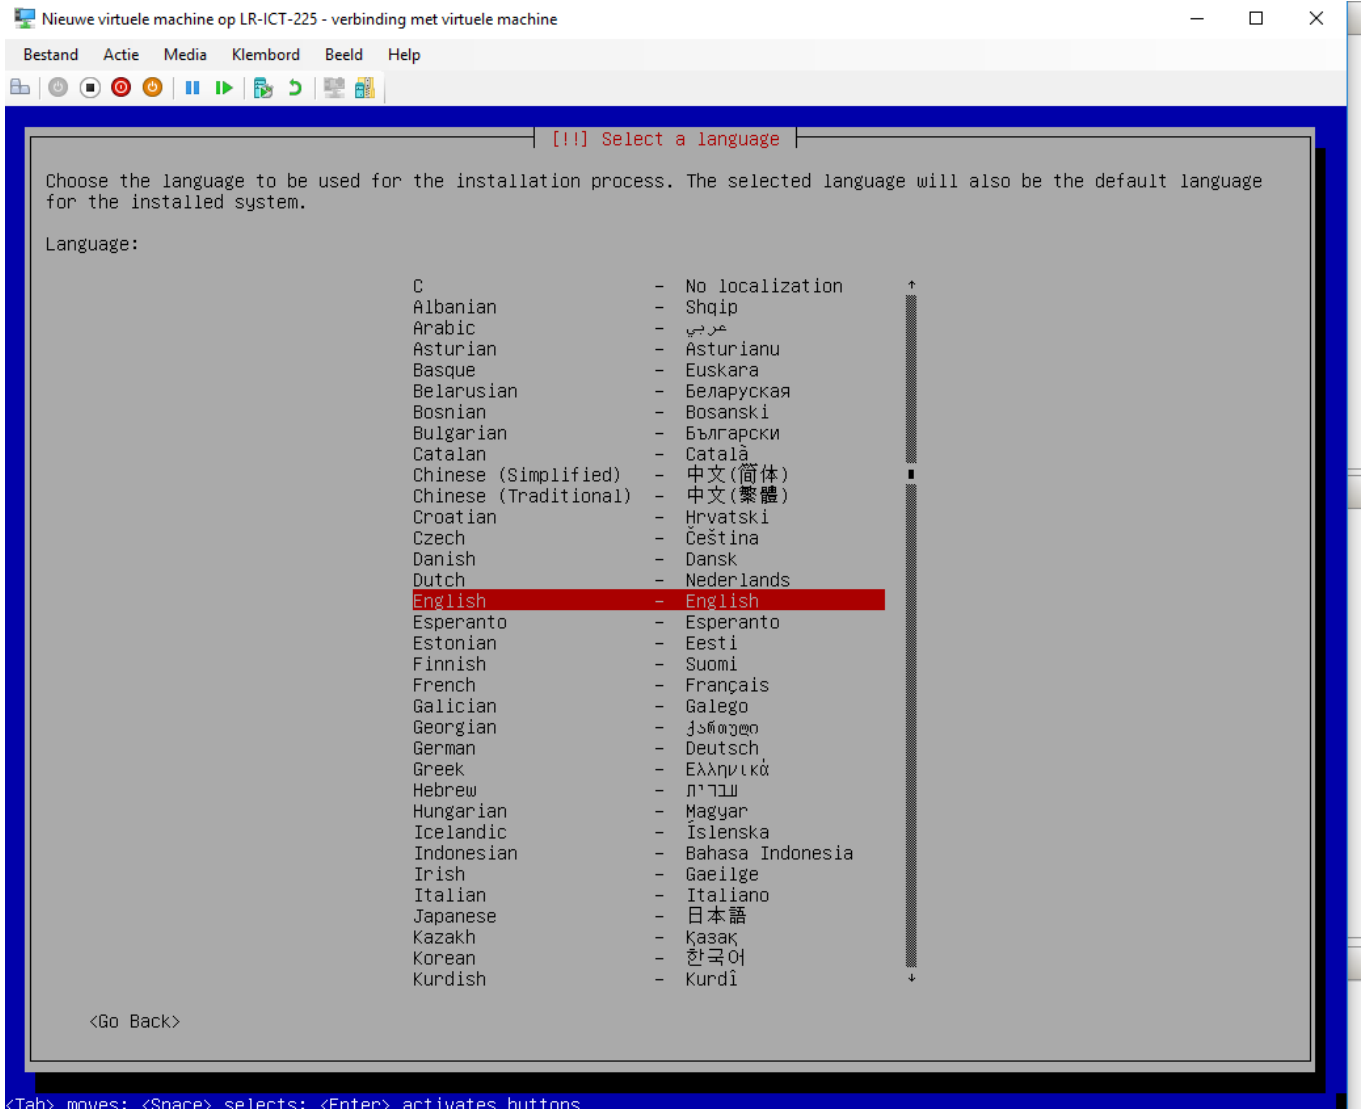 Nieuwe virtuele machine op LR-ICT-225 - verbinding met virtuele machine
Bestand Actie Media Klembord Beeld Help
[!!] Select a language
Choose the language to be used for the installation process. The selected language will also be the default language
for the installed system.
Language:
C - No localization
Albanian - Shqip
Arabic - عربي
Asturian - Asturianu
Basque - Euskara
Belarusian - Беларуская
Bosnian - Bosanski
Bulgarian - Български
Catalan - Català
Chinese (Simplified) - 中文(简体)
Chinese (Traditional) - 中文(繁體)
Croatian - Hrvatski
Czech - Čeština
Danish - Dansk
Dutch - Nederlands
English - English
Esperanto - Esperanto
Estonian - Eesti
Finnish - Suomi
French - Français
Galician - Galego
Georgian - ქართული
German - Deutsch
Greek - Ελληνικά
Hebrew - עברית
Hungarian - Magyar
Icelandic - Íslenska
Indonesian - Bahasa Indonesia
Irish - Gaeilge
Italian - Italiano
Japanese - 日本語
Kazakh - Қазақ
Korean - 한국어
Kurdish - Kurdî
<Go Back>
<Tab> moves; <Space> selects; <Enter> activates buttons